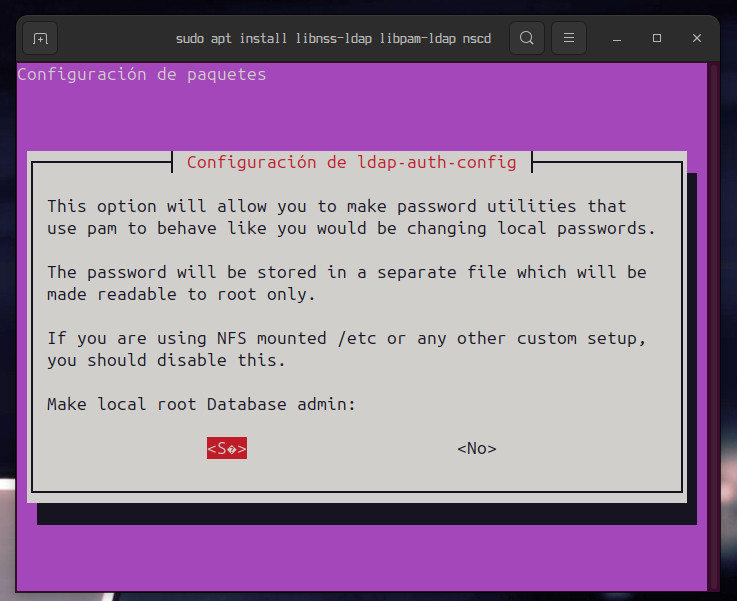 sudo apt install libnss-ldap libpam-ldap nscd
Configuración de paquetes
Configuración de ldap-auth-config
This option will allow you to make password utilities that
use pam to behave like you would be changing local passwords.
The password will be stored in a separate file which will be
made readable to root only.
If you are using NFS mounted /etc or any other custom setup,
you should disable this.
Make local root Database admin:
<S�> <No>